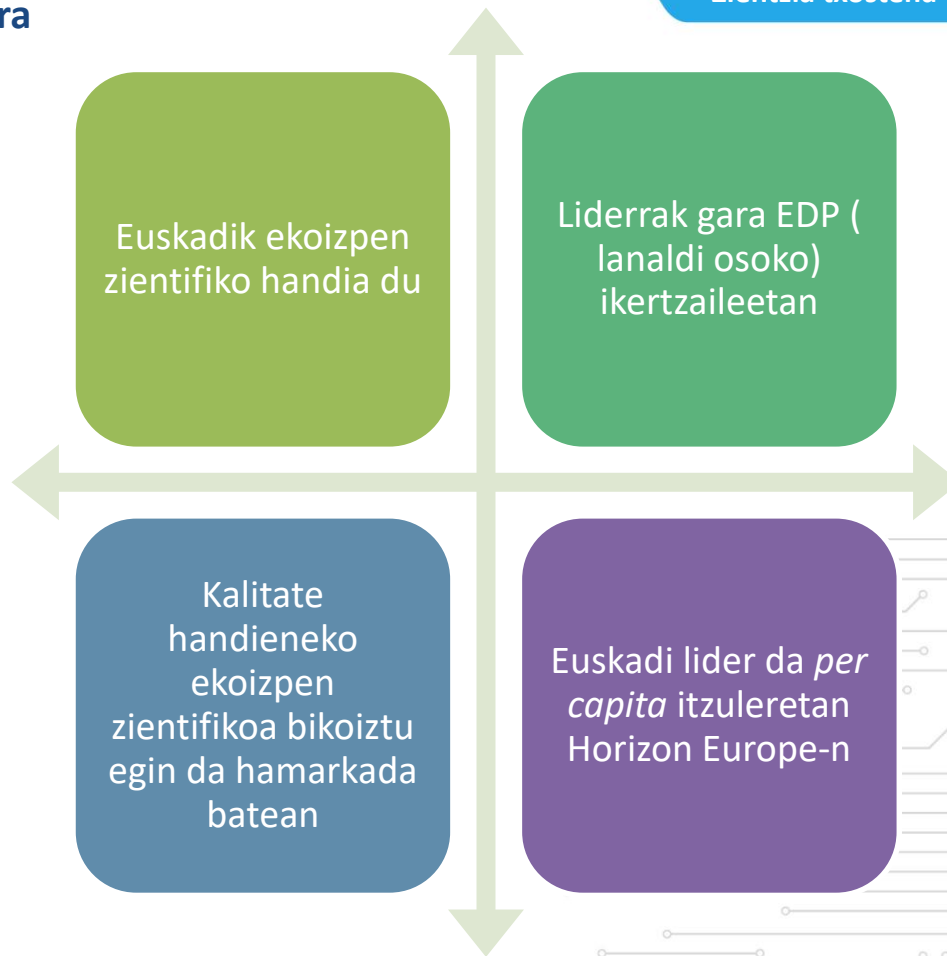 Euskadik ekoizpen
zientifiko handia du
Liderrak gara EDP (
lanaldi osoko)
ikertzaileetan
Kalitate
handieneko
ekoizpen
zientifikoa bikoiztu
egin da hamarkada
batean
Euskadi lider da per
capita itzuleretan
Horizon Europe-n